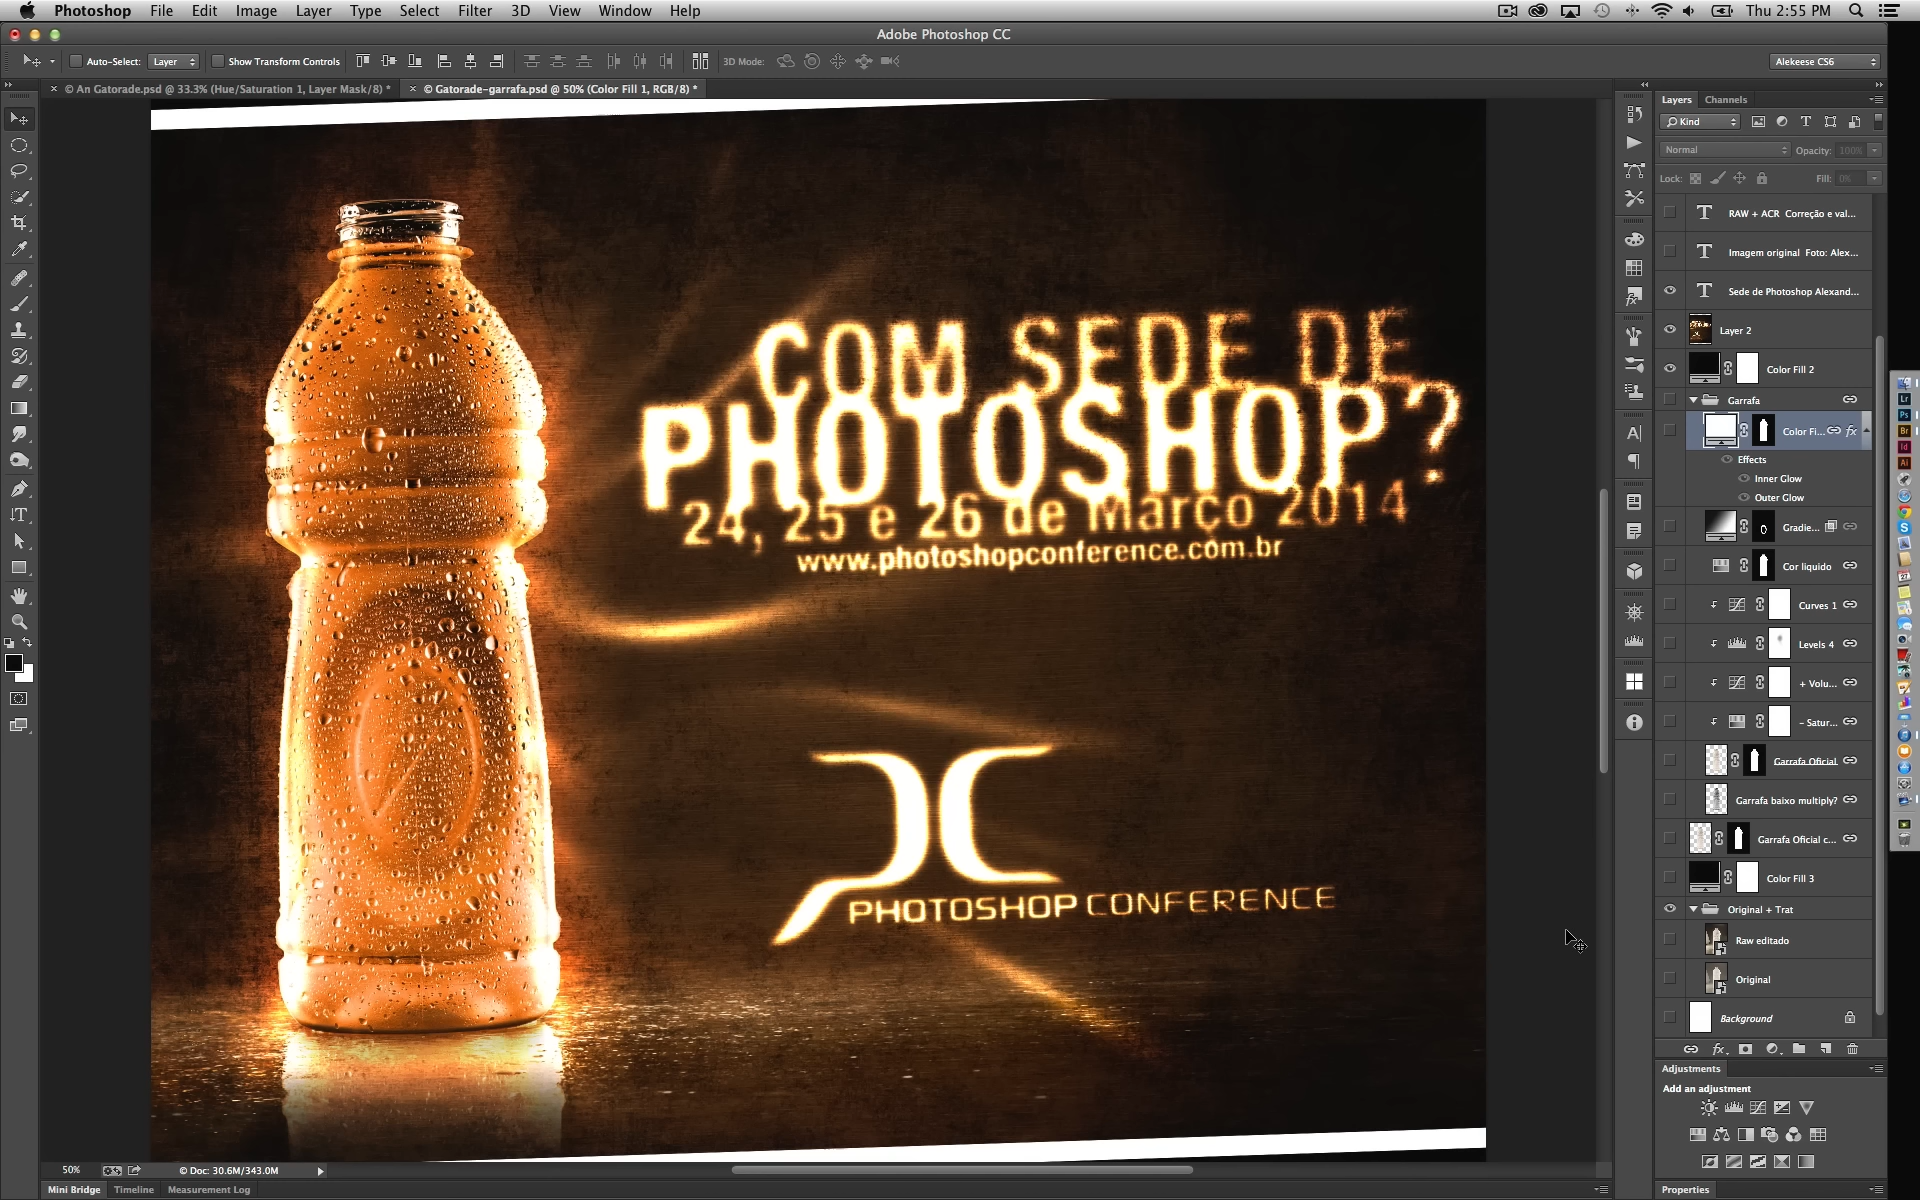 Photoshop File Edit Image Layer Type Select Filter 3D View Window Help Thu 2:55 PM
Adobe Photoshop CC
Auto-Select: Layer Show Transform Controls 3D Mode: Alekeese CS6
× © An Gatorade.psd @ 33.3% (Hue/Saturation 1, Layer Mask/8) * × © Gatorade-garrafa.psd @ 50% (Color Fill 1, RGB/8) *
COM SEDE DE
PHOTOSHOP?
24, 25 e 26 de Março 2014
www.photoshopconference.com.br
PHOTOSHOP CONFERENCE
Layers Channels
Kind
Normal Opacity: 100%
Lock: Fill: 0%
RAW + ACR Correção e val...
Imagem original Foto: Alex...
Sede de Photoshop Alexand...
Layer 2
Color Fill 2
Garrafa
Color Fi... fx
Effects
Inner Glow
Outer Glow
Gradie...
Cor liquido
Curves 1
Levels 4
+ Volu...
- Satur...
Garrafa Oficial
Garrafa baixo multiply?
Garrafa Oficial c...
Color Fill 3
Original + Trat
Raw editado
Original
Background
fx
Adjustments
Add an adjustment
Properties
50% © Doc: 30.6M/343.0M
Mini Bridge Timeline Measurement Log